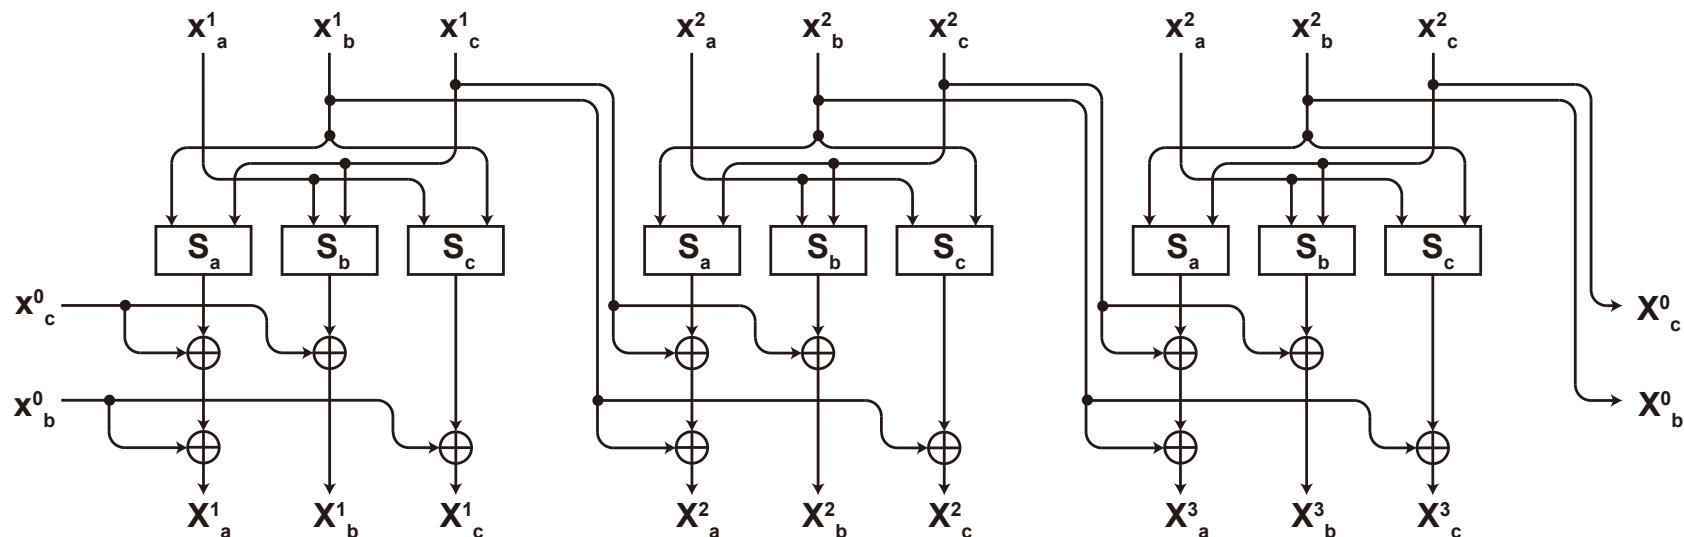 x¹a x¹b x¹c x²a x²b x²c x²a x²b x²c
Sa Sb Sc Sa Sb Sc Sa Sb Sc
x⁰c X⁰c
x⁰b X⁰b
X¹a X¹b X¹c X²a X²b X²c X³a X³b X³c